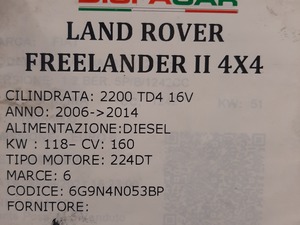 DISPACAR
LAND ROVER
FREELANDER II 4X4
CILINDRATA: 2200 TD4 16V
ANNO: 2006->2014
ALIMENTAZIONE:DIESEL
KW : 118– CV: 160
TIPO MOTORE: 224DT
MARCE: 6
CODICE: 6G9N4N053BP
FORNITORE: